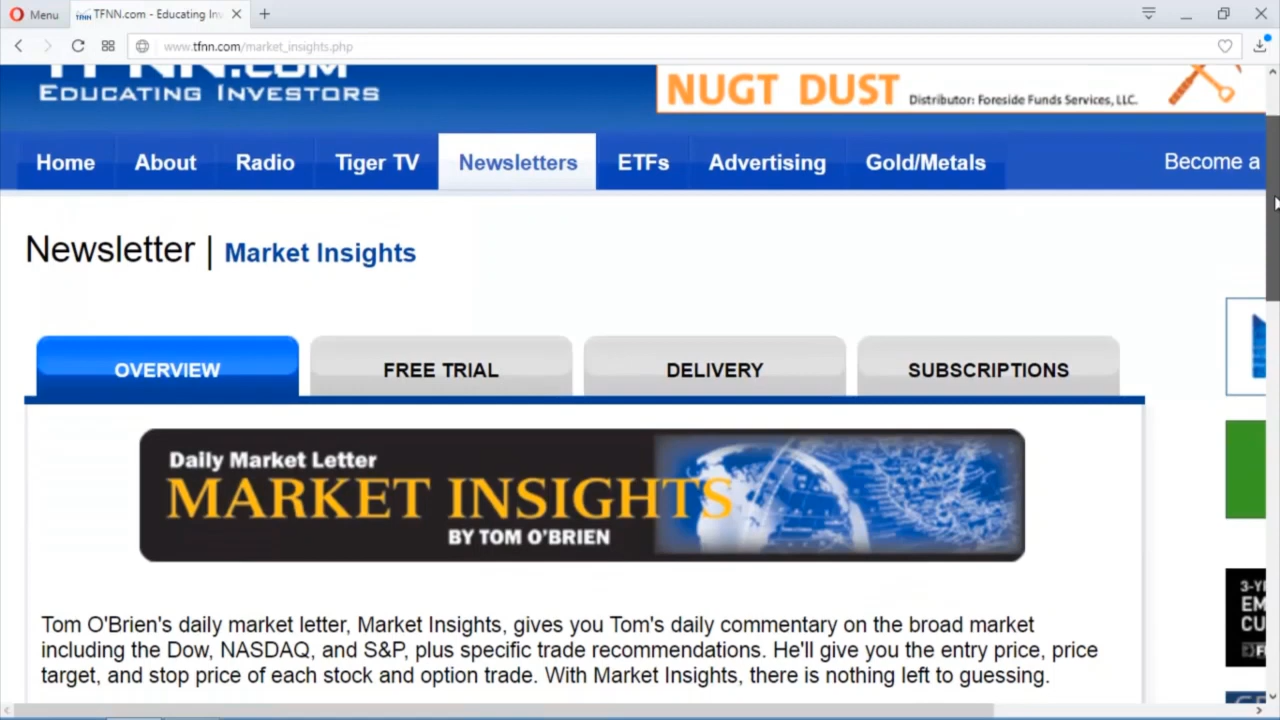 Menu
TFNN.com - Educating In
www.tfnn.com/market_insights.php
TFNN.COM
EDUCATING INVESTORS
NUGT DUST
Distributor: Foreside Funds Services, LLC.
Home
About
Radio
Tiger TV
Newsletters
ETFs
Advertising
Gold/Metals
Become a
Newsletter | Market Insights
OVERVIEW
FREE TRIAL
DELIVERY
SUBSCRIPTIONS
Daily Market Letter
MARKET INSIGHTS
BY TOM O'BRIEN
Tom O'Brien's daily market letter, Market Insights, gives you Tom's daily commentary on the broad market
including the Dow, NASDAQ, and S&P, plus specific trade recommendations. He'll give you the entry price, price
target, and stop price of each stock and option trade. With Market Insights, there is nothing left to guessing.
3-Y
EM
CU